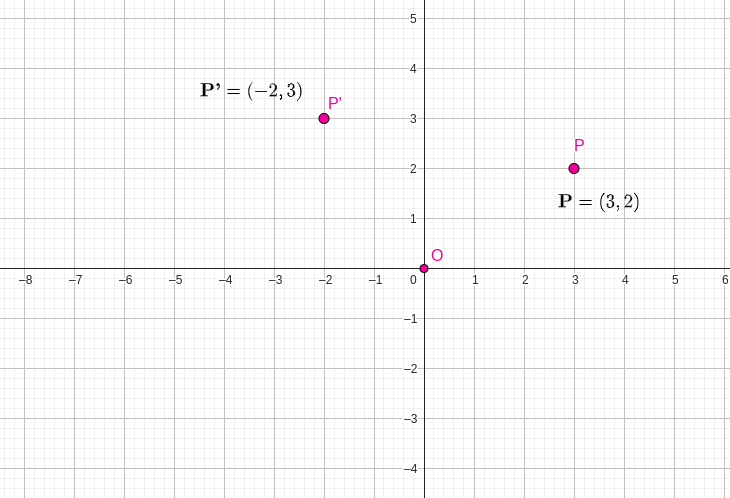 5
4
P' = (−2, 3)
P'
3
P
2
P = (3, 2)
1
O
–8 –7 –6 –5 –4 –3 –2 –1 0 1 2 3 4 5 6
–1
–2
–3
–4